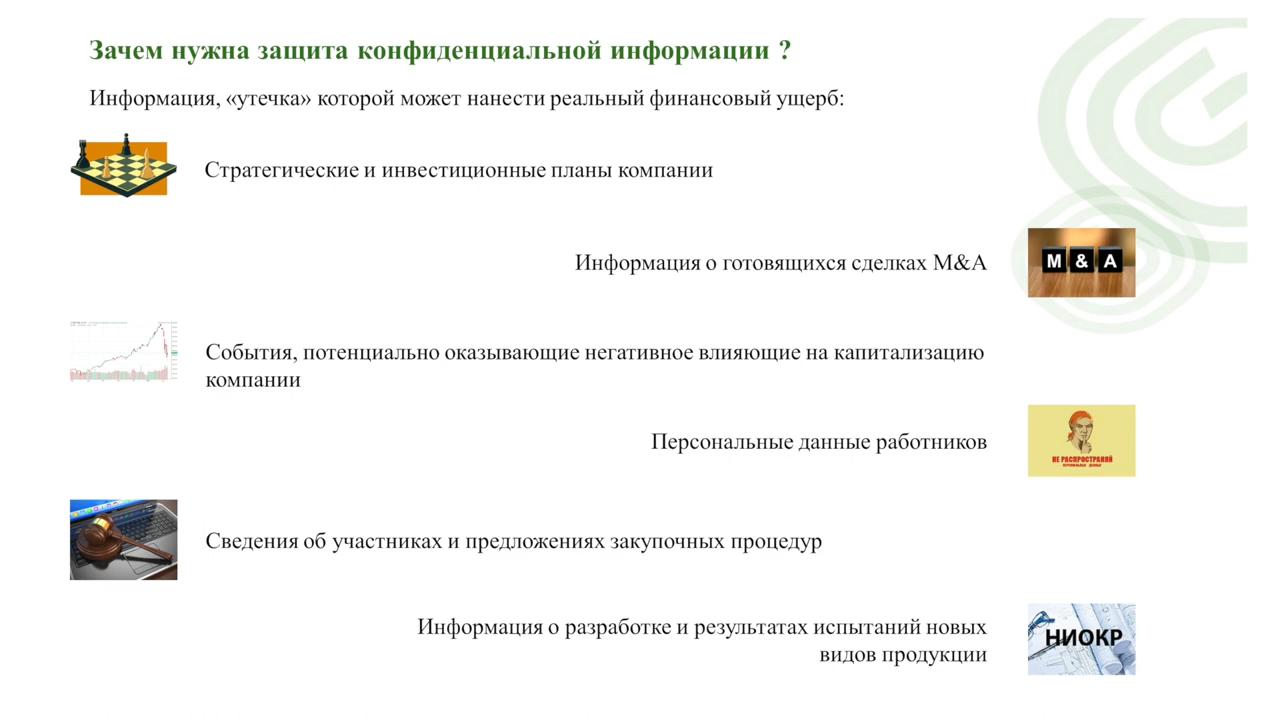 Зачем нужна защита конфиденциальной информации ?
Информация, «утечка» которой может нанести реальный финансовый ущерб:
Стратегические и инвестиционные планы компании
Информация о готовящихся сделках М&А
M & A
События, потенциально оказывающие негативное влияющие на капитализацию
компании
Персональные данные работников
НЕ РАСПРОСТРАНЯЙ
ПЕРСОНАЛЬНЫЕ ДАННЫЕ
Сведения об участниках и предложениях закупочных процедур
Информация о разработке и результатах испытаний новых
видов продукции
НИОКР